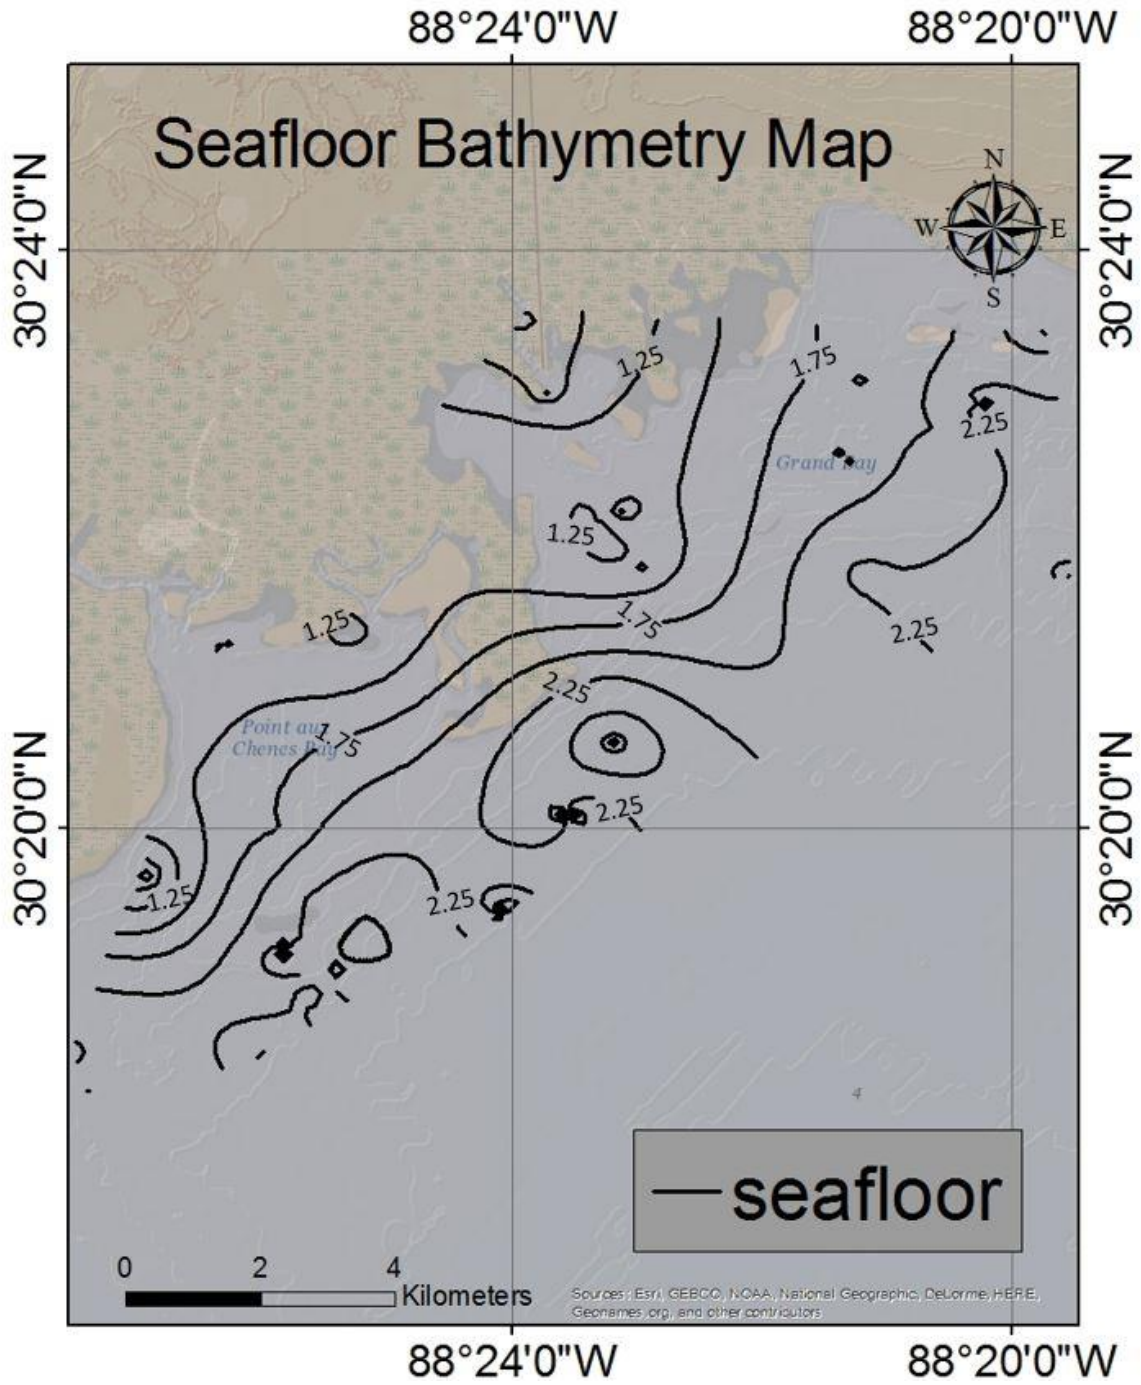 88°24'0"W 88°20'0"W
Seafloor Bathymetry Map
N
W E
S
30°24'0"N 30°24'0"N
1.25 1.75
2.25
Grand Bay
1.25
1.25 1.75 2.25
2.25
Point aux
Chenes Bay
1.75
2.25
30°20'0"N 30°20'0"N
1.25 2.25
4
seafloor
0 2 4
Kilometers
Sources: Esri, GEBCO, NOAA, National Geographic, DeLorme, HERE,
Geonames.org, and other contributors
88°24'0"W 88°20'0"W